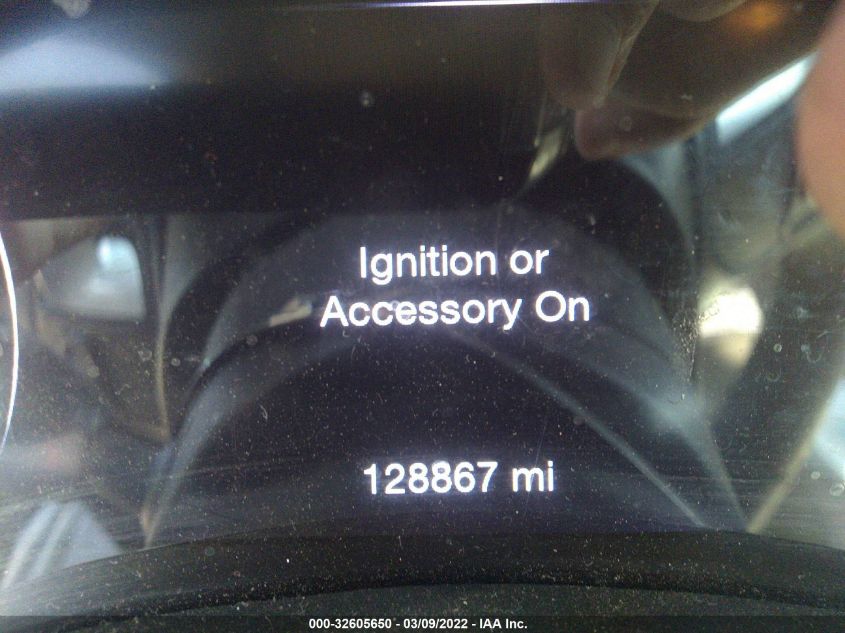 Ignition or
Accessory On
128867 mi
000-32605650 - 03/09/2022 - IAA Inc.